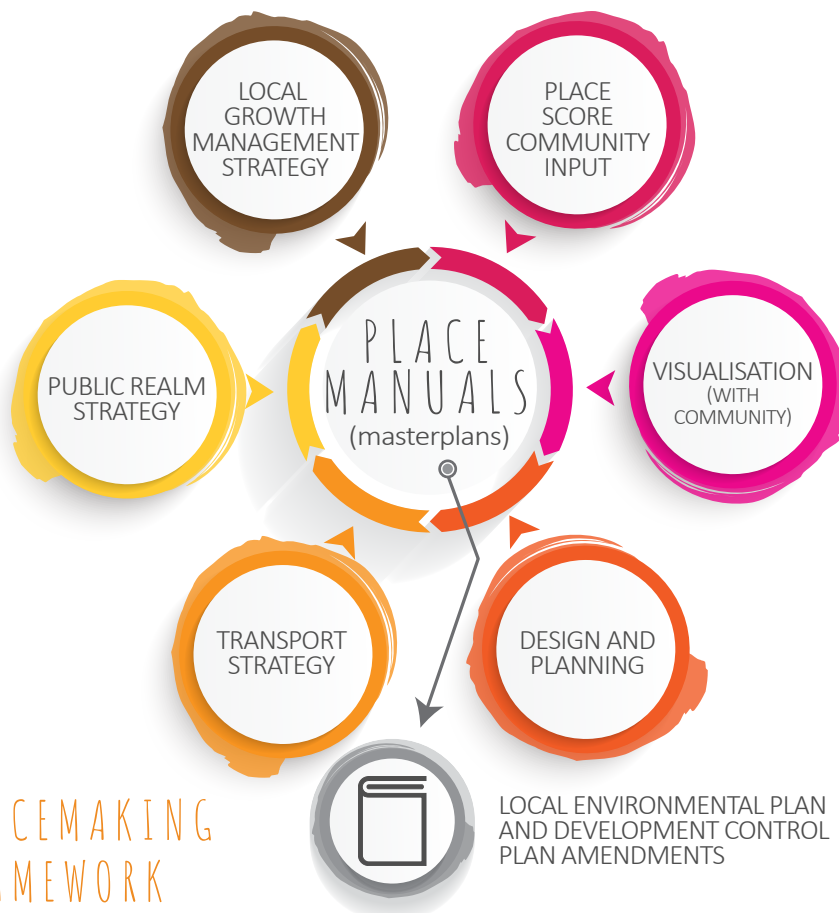 LOCAL
GROWTH
MANAGEMENT
STRATEGY
PLACE
SCORE
COMMUNITY
INPUT
PUBLIC REALM
STRATEGY
PLACE
MANUALS
(masterplans)
VISUALISATION
(WITH
COMMUNITY)
TRANSPORT
STRATEGY
DESIGN AND
PLANNING
CEMAKING
MEWORK
LOCAL ENVIRONMENTAL PLAN
AND DEVELOPMENT CONTROL
PLAN AMENDMENTS